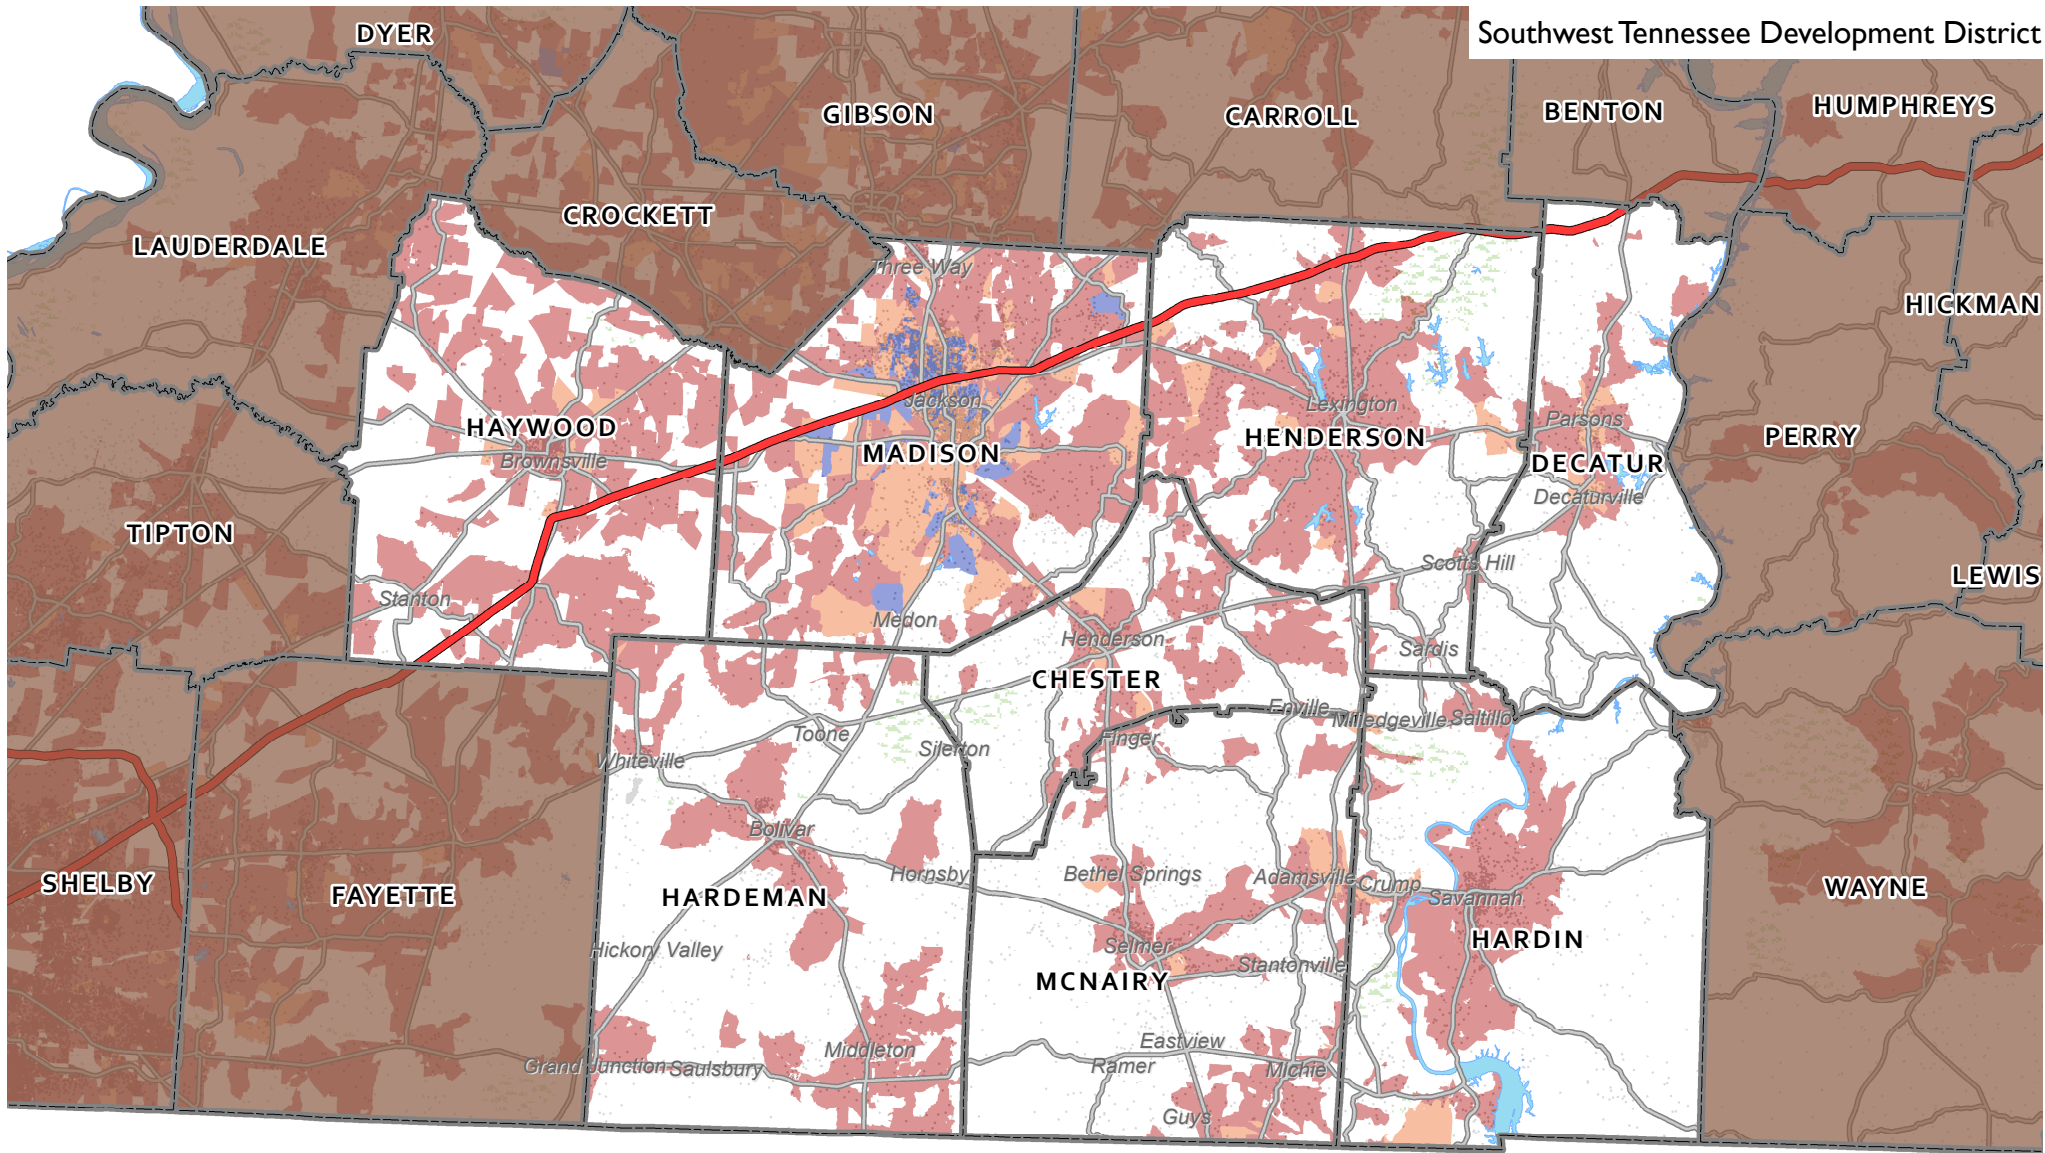 Southwest Tennessee Development District
DYER
GIBSON
CARROLL
BENTON
HUMPHREYS
CROCKETT
LAUDERDALE
Three Way
HICKMAN
Jackson
Lexington
Parsons
HAYWOOD
MADISON
HENDERSON
PERRY
Brownsville
DECATUR
Decaturville
TIPTON
Scotts Hill
LEWIS
Stanton
Medon
Henderson
Sardis
CHESTER
Enville
Milledgeville
Saltillo
Toone
Silerton
Finger
Whiteville
Bolivar
Hornsby
Bethel Springs
Adamsville
Crump
SHELBY
FAYETTE
HARDEMAN
Savannah
WAYNE
Hickory Valley
Selmer
HARDIN
Stantonville
MCNAIRY
Eastview
Middleton
Grand Junction
Saulsbury
Ramer
Michie
Guys